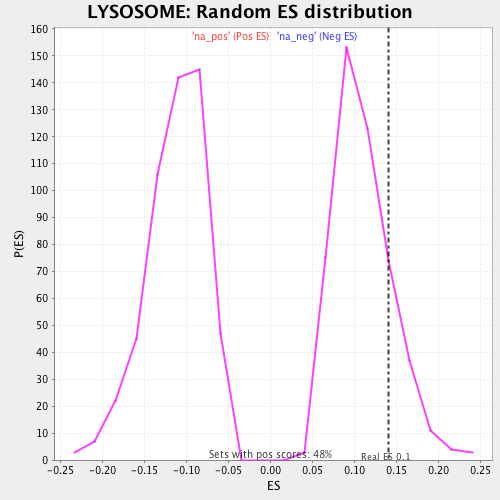 LYSOSOME: Random ES distribution
'na_pos' (Pos ES) 'na_neg' (Neg ES)
160
150
140
130
120
110
100
90
80
70
60
50
40
30
20
10
0
P(ES)
Sets with pos scores: 48%
Real ES 0.1
-0.25 -0.20 -0.15 -0.10 -0.05 0.00 0.05 0.10 0.15 0.20 0.25
ES